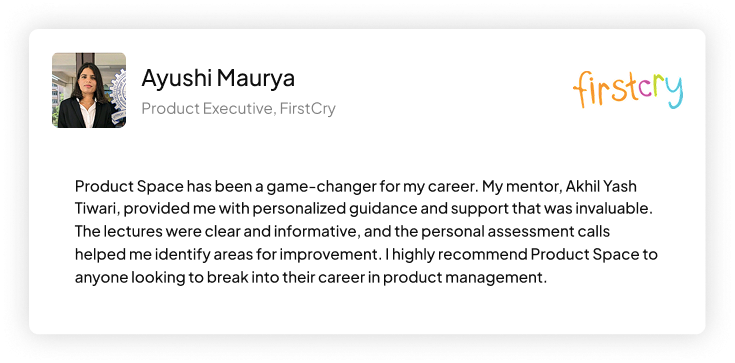 Ayushi Maurya
Product Executive, FirstCry
firstcry
Product Space has been a game-changer for my career. My mentor, Akhil Yash
Tiwari, provided me with personalized guidance and support that was invaluable.
The lectures were clear and informative, and the personal assessment calls
helped me identify areas for improvement. I highly recommend Product Space to
anyone looking to break into their career in product management.